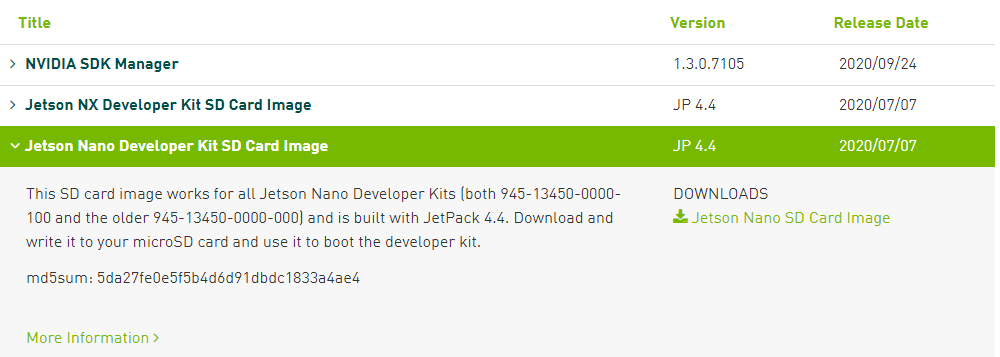 Title Version Release Date
NVIDIA SDK Manager 1.3.0.7105 2020/09/24
Jetson NX Developer Kit SD Card Image JP 4.4 2020/07/07
Jetson Nano Developer Kit SD Card Image JP 4.4 2020/07/07
This SD card image works for all Jetson Nano Developer Kits (both 945-13450-0000-
100 and the older 945-13450-0000-000) and is built with JetPack 4.4. Download and
write it to your microSD card and use it to boot the developer kit.
md5sum: 5da27fe0e5f5b4d6d91dbdc1833a4ae4
More Information
DOWNLOADS
Jetson Nano SD Card Image